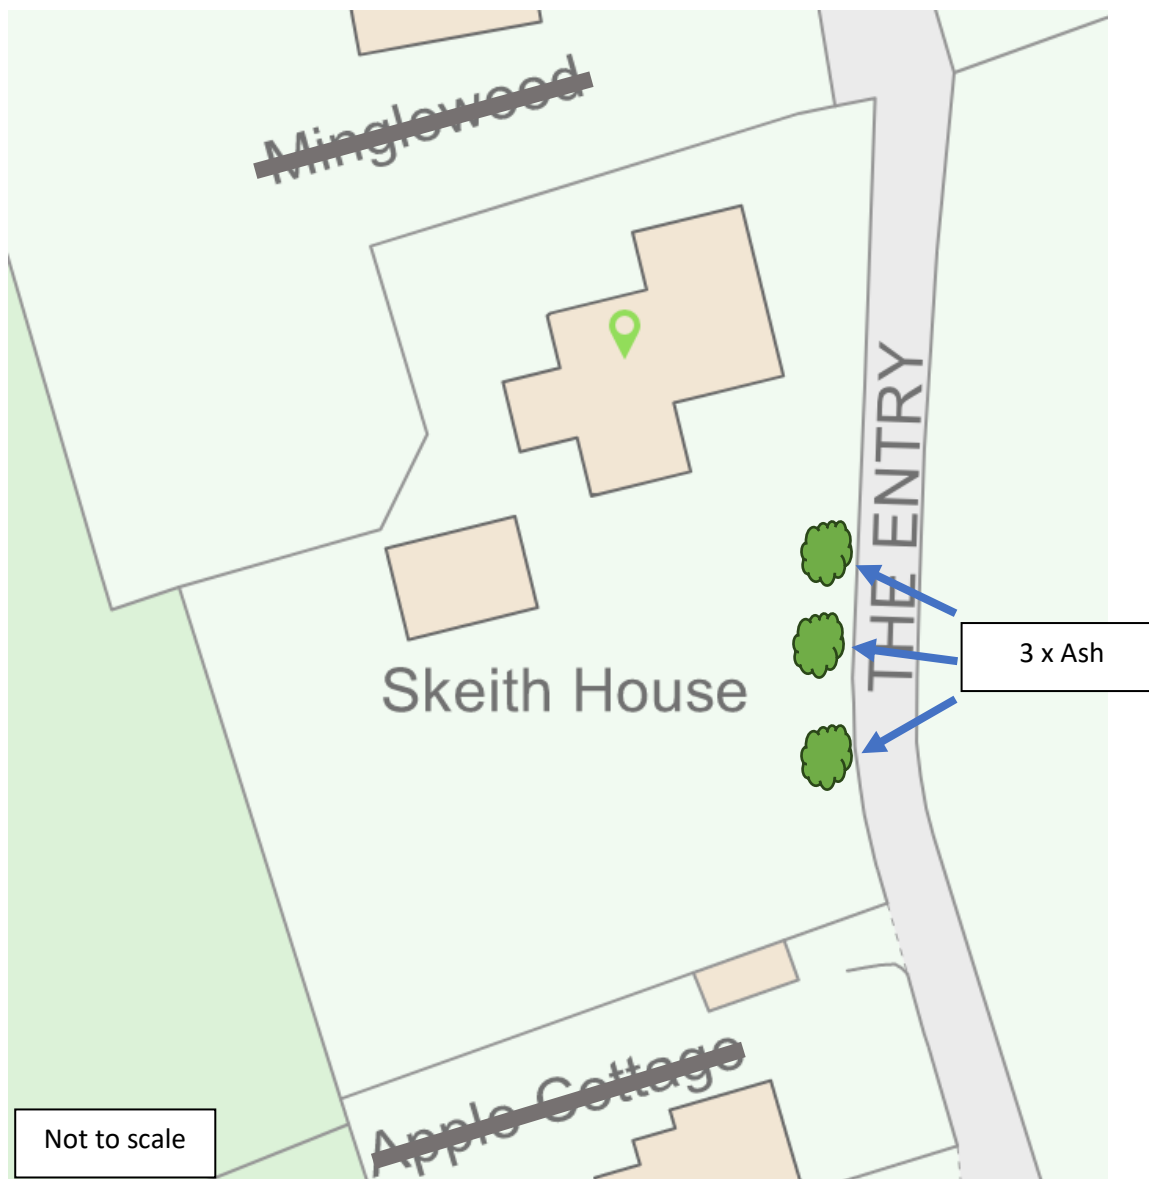 Minglewood
THE ENTRY
3 x Ash
Skeith House
Apple Cottage
Not to scale